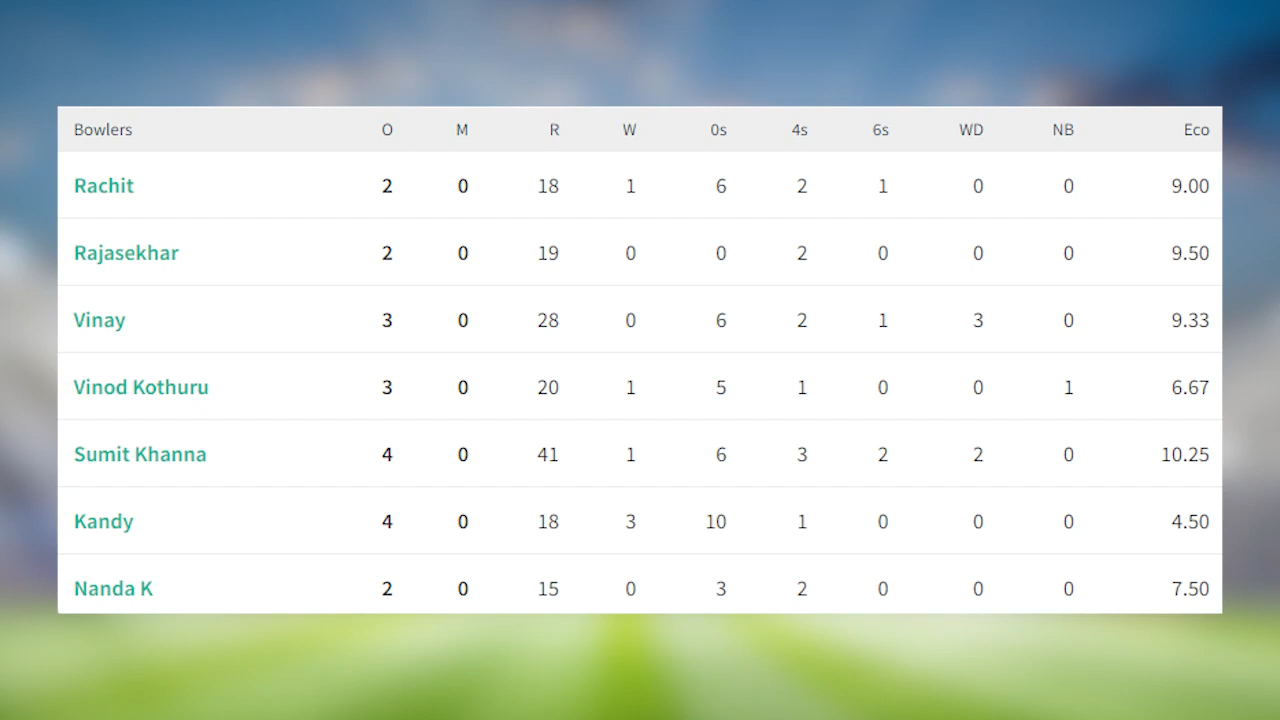 Bowlers O M R W 0s 4s 6s WD NB Eco
Rachit 2 0 18 1 6 2 1 0 0 9.00
Rajasekhar 2 0 19 0 0 2 0 0 0 9.50
Vinay 3 0 28 0 6 2 1 3 0 9.33
Vinod Kothuru 3 0 20 1 5 1 0 0 1 6.67
Sumit Khanna 4 0 41 1 6 3 2 2 0 10.25
Kandy 4 0 18 3 10 1 0 0 0 4.50
Nanda K 2 0 15 0 3 2 0 0 0 7.50